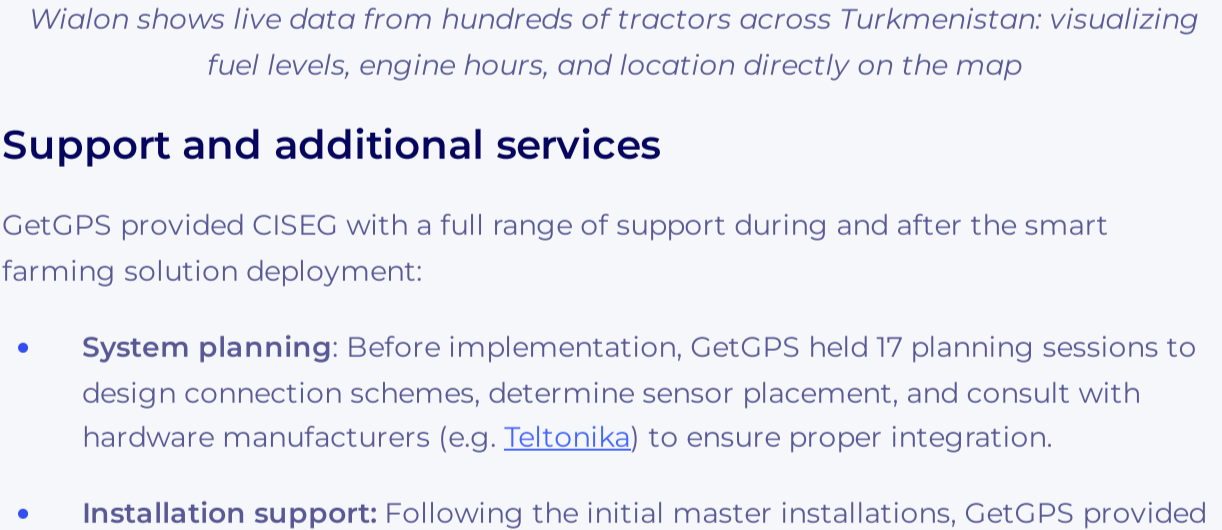 Wialon shows live data from hundreds of tractors across Turkmenistan: visualizing
fuel levels, engine hours, and location directly on the map
Support and additional services
GetGPS provided CISEG with a full range of support during and after the smart
farming solution deployment:
• System planning: Before implementation, GetGPS held 17 planning sessions to
design connection schemes, determine sensor placement, and consult with
hardware manufacturers (e.g. Teltonika) to ensure proper integration.
• Installation support: Following the initial master installations, GetGPS provided